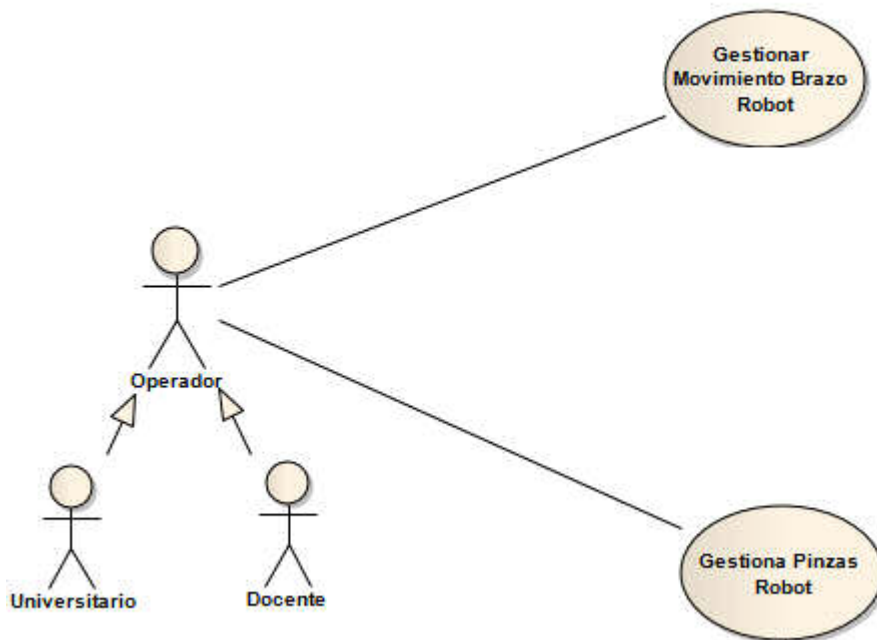 Gestionar
Movimiento Brazo
Robot
Operador
Universitario
Docente
Gestiona Pinzas
Robot